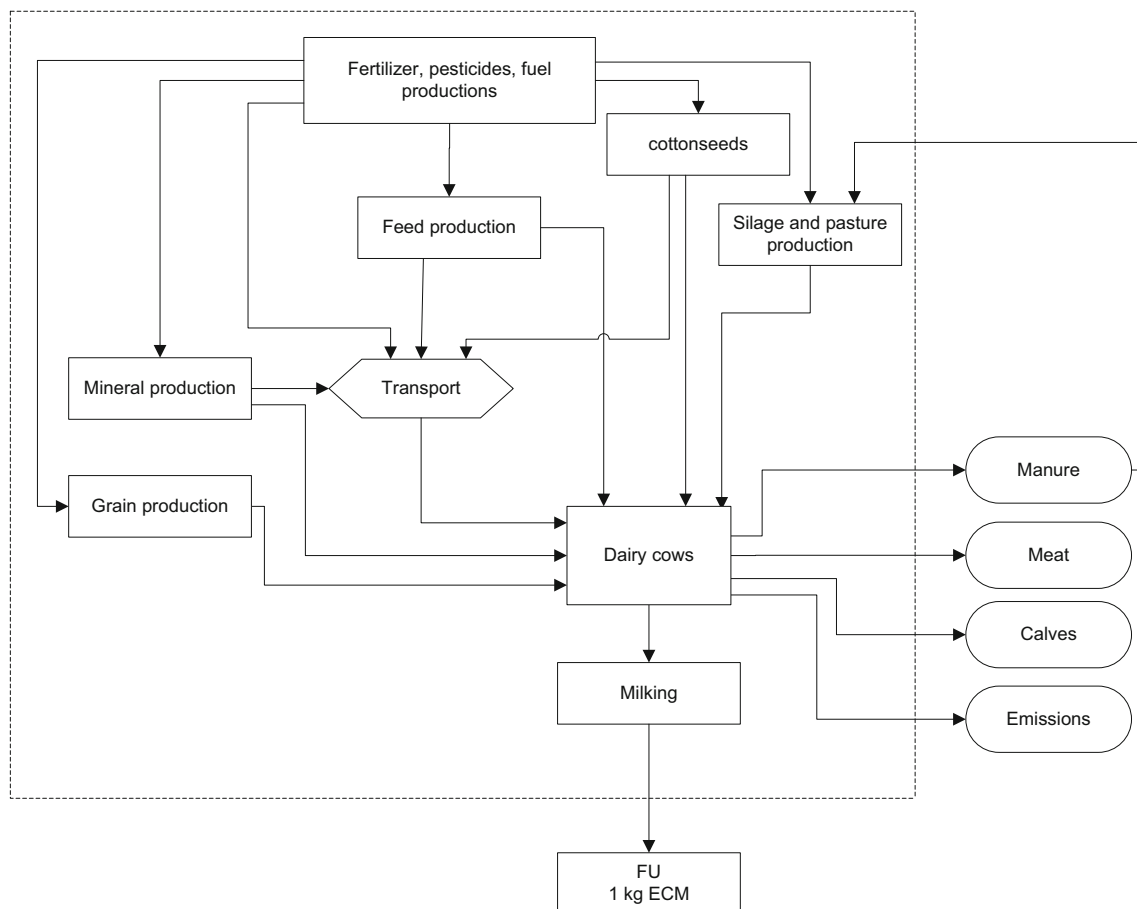 Fertilizer, pesticides, fuel
productions
cottonseeds
Feed production
Silage and pasture
production
Mineral production
Transport
Grain production
Manure
Dairy cows
Meat
Calves
Milking
Emissions
FU
1 kg ECM